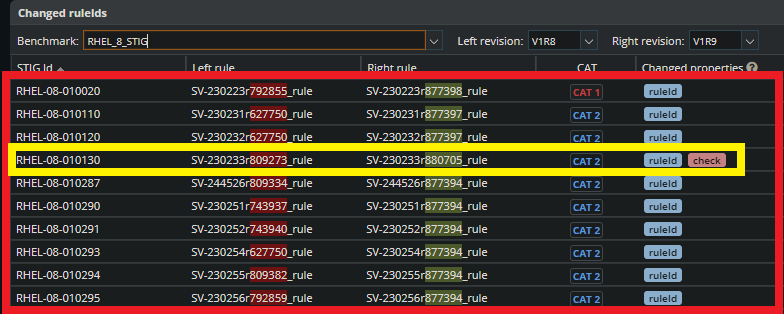 Changed ruleIds
Benchmark: RHEL_8_STIG Left revision: V1R8 Right revision: V1R9
STIG Id Left rule Right rule CAT Changed properties ?
RHEL-08-010020 SV-230223r792855_rule SV-230223r877398_rule CAT 1 ruleId
RHEL-08-010110 SV-230231r627750_rule SV-230231r877397_rule CAT 2 ruleId
RHEL-08-010120 SV-230232r627750_rule SV-230232r877397_rule CAT 2 ruleId
RHEL-08-010130 SV-230233r809273_rule SV-230233r880705_rule CAT 2 ruleId check
RHEL-08-010287 SV-244526r809334_rule SV-244526r877394_rule CAT 2 ruleId
RHEL-08-010290 SV-230251r743937_rule SV-230251r877394_rule CAT 2 ruleId
RHEL-08-010291 SV-230252r743940_rule SV-230252r877394_rule CAT 2 ruleId
RHEL-08-010293 SV-230254r627750_rule SV-230254r877394_rule CAT 2 ruleId
RHEL-08-010294 SV-230255r809382_rule SV-230255r877394_rule CAT 2 ruleId
RHEL-08-010295 SV-230256r792859_rule SV-230256r877394_rule CAT 2 ruleId